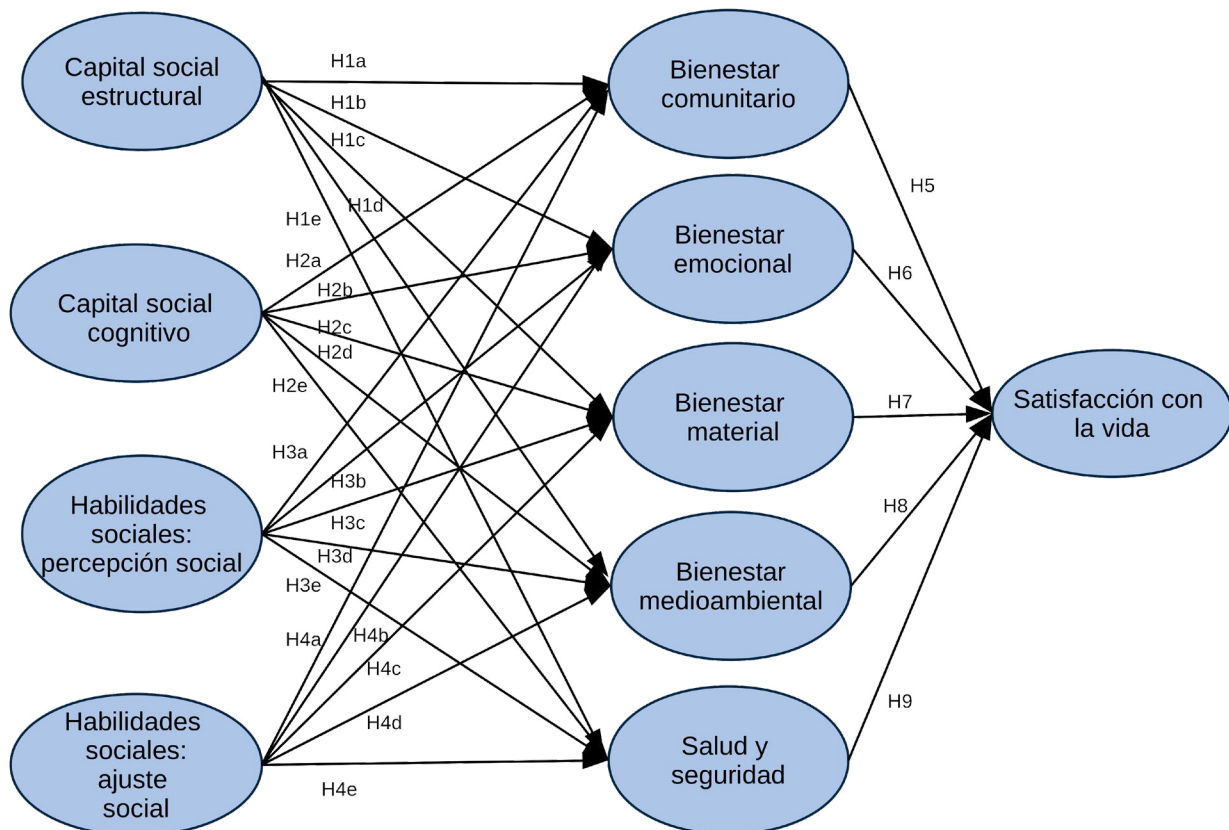 Capital social
estructural
Capital social
cognitivo
Habilidades
sociales:
percepción social
Habilidades
sociales:
ajuste
social
H1a
H1b
H1c
H1d
H1e
H2a
H2b
H2c
H2d
H2e
H3a
H3b
H3c
H3d
H3e
H4a
H4b
H4c
H4d
H4e
Bienestar
comunitario
Bienestar
emocional
Bienestar
material
Bienestar
medioambiental
Salud y
seguridad
H5
H6
H7
H8
H9
Satisfacción con
la vida